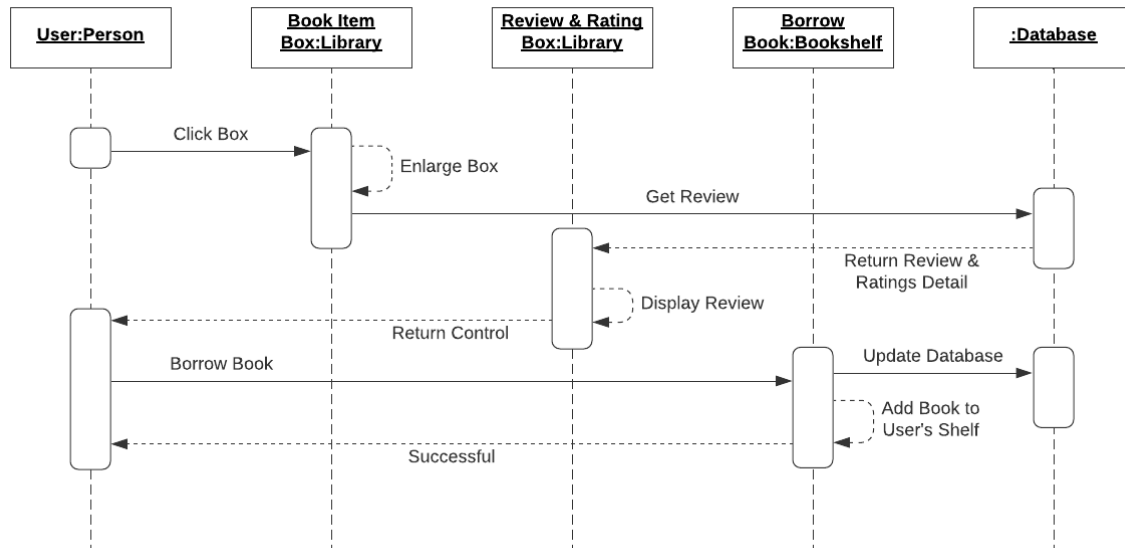 User:Person
Book Item
Box:Library
Review & Rating
Box:Library
Borrow
Book:Bookshelf
:Database
Click Box
Enlarge Box
Get Review
Return Review &
Ratings Detail
Display Review
Return Control
Borrow Book
Update Database
Add Book to
User's Shelf
Successful